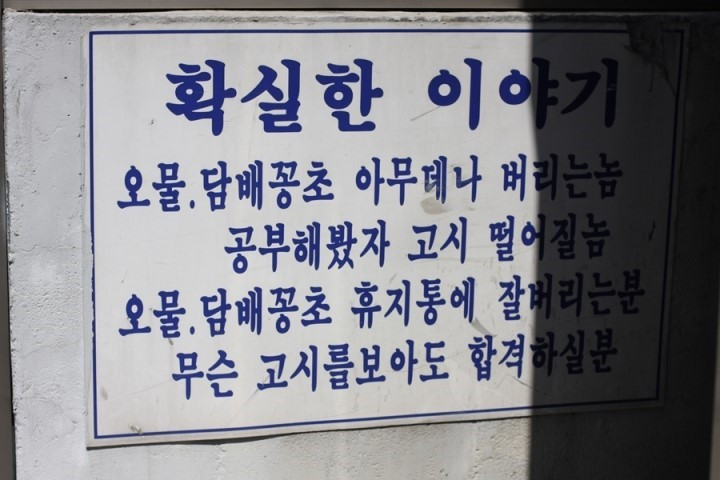 확실한 이야기
오물.담배꽁초 아무데나 버리는놈
공부해봤자 고시 떨어질놈
오물.담배꽁초 휴지통에 잘버리는분
무슨 고시를보아도 합격하실분